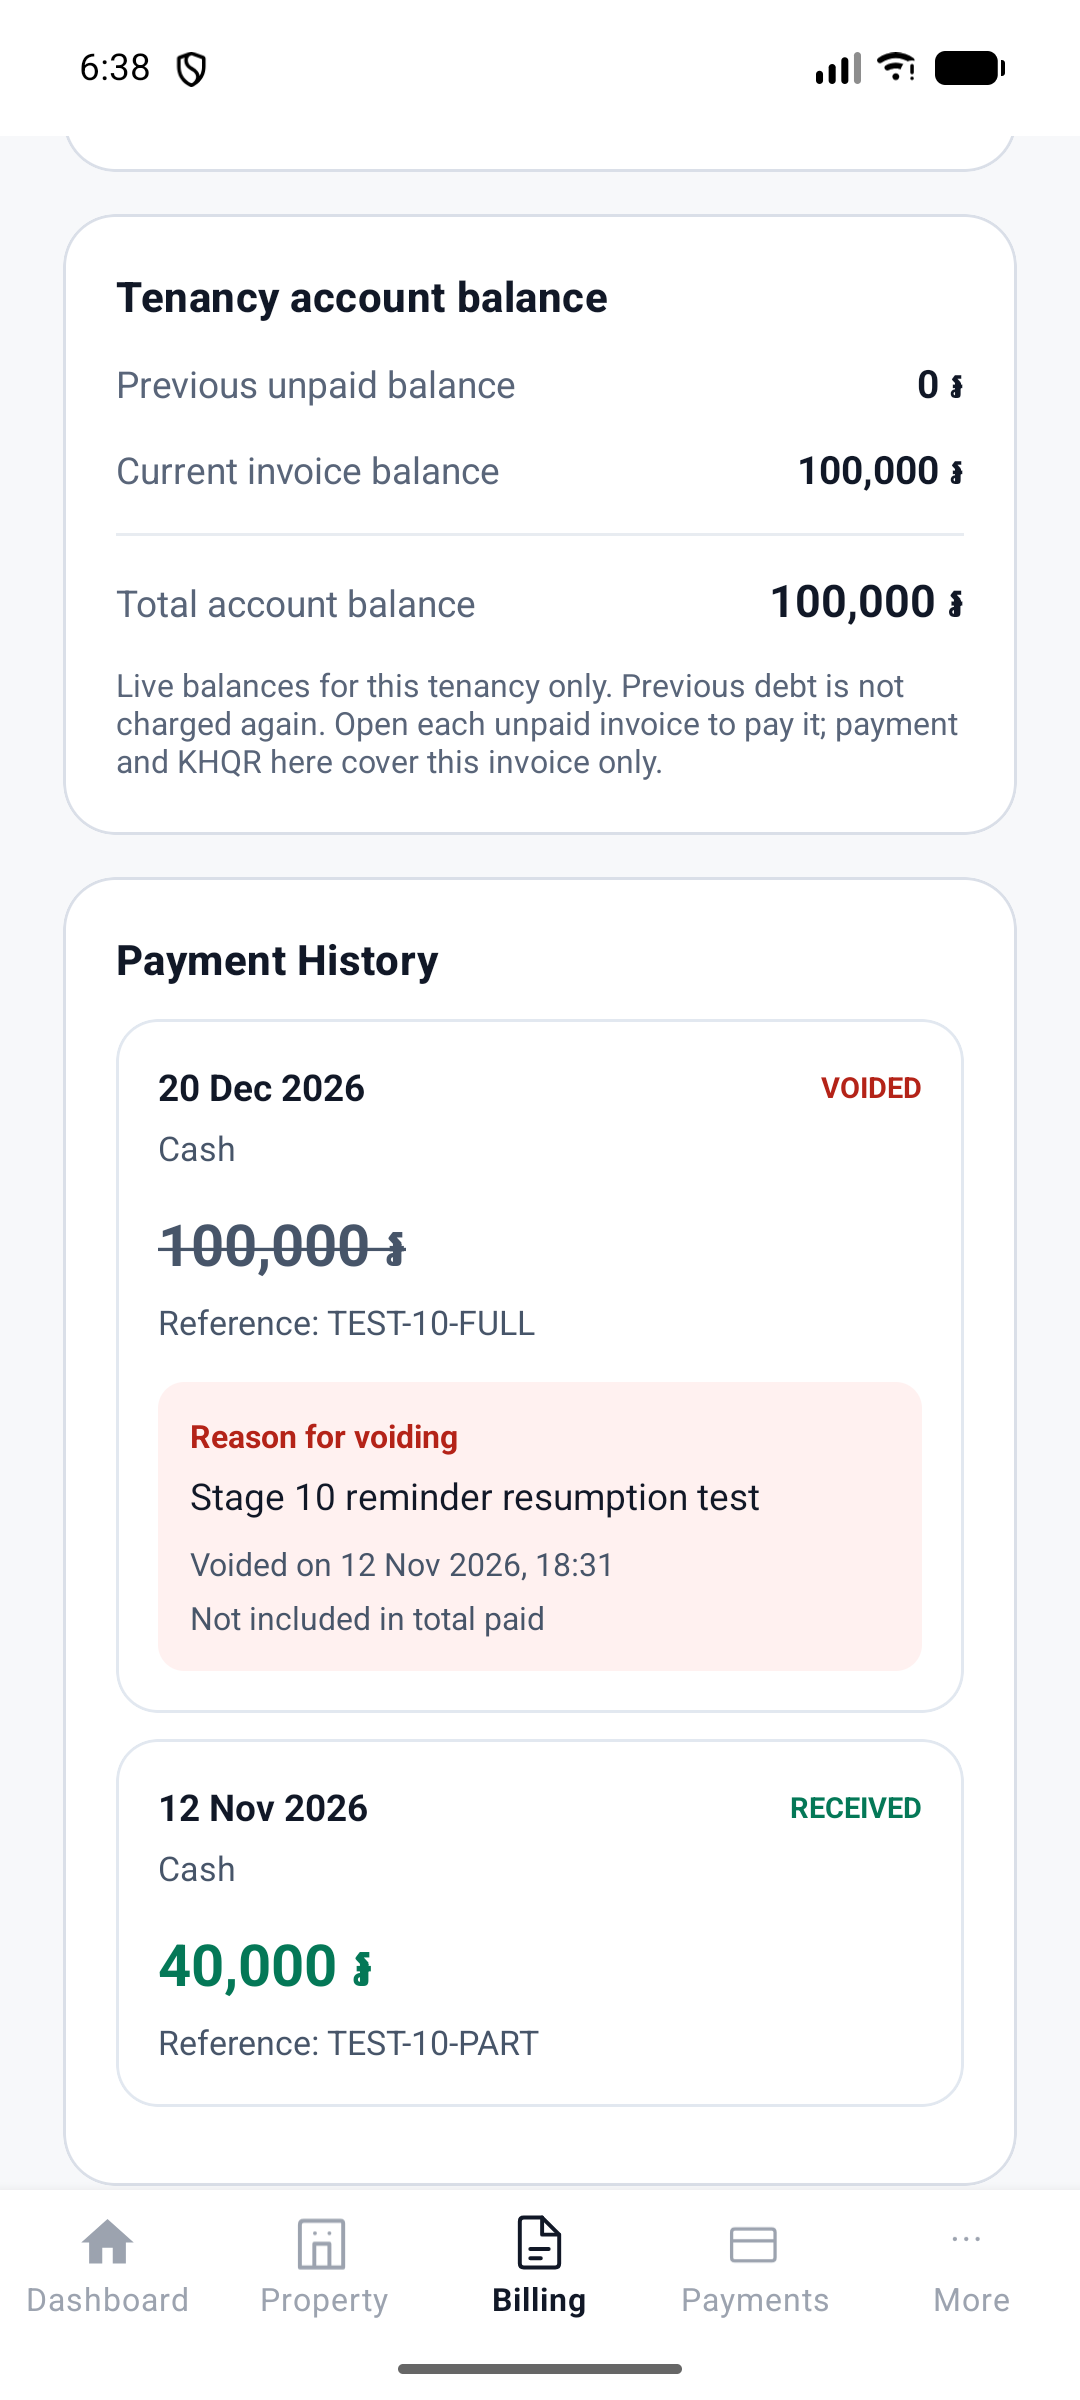 6:38
Tenancy account balance
Previous unpaid balance 0 ៛
Current invoice balance 100,000 ៛
Total account balance 100,000 ៛
Live balances for this tenancy only. Previous debt is not
charged again. Open each unpaid invoice to pay it; payment
and KHQR here cover this invoice only.
Payment History
20 Dec 2026 VOIDED
Cash
100,000 ៛
Reference: TEST-10-FULL
Reason for voiding
Stage 10 reminder resumption test
Voided on 12 Nov 2026, 18:31
Not included in total paid
12 Nov 2026 RECEIVED
Cash
40,000 ៛
Reference: TEST-10-PART
Dashboard Property Billing Payments More